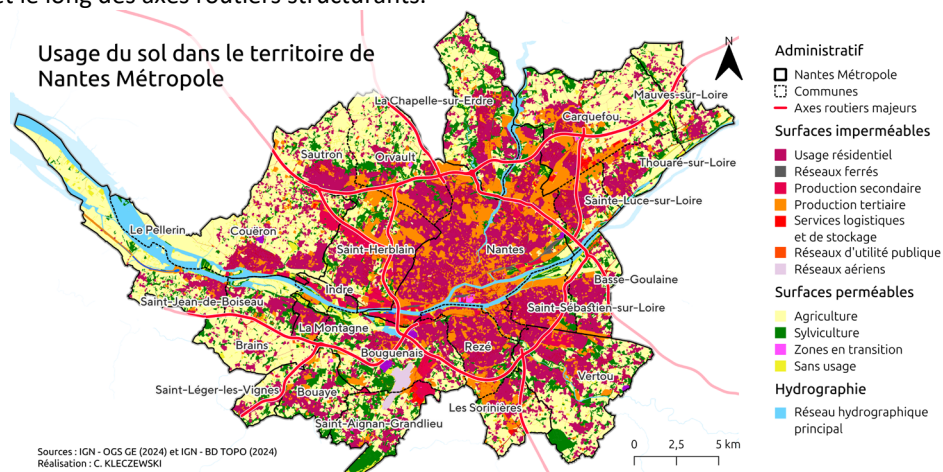 et le long des axes routiers structurants.
Usage du sol dans le territoire de
Nantes Métropole
N
La Chapelle-sur-Erdre
Mauves-sur-Loire
Carquefou
Sautron
Orvault
Thouaré-sur-Loire
Sainte-Luce-sur-Loire
Le Pellerin
Couëron
Saint-Herblain
Nantes
Basse-Goulaine
Indre
Saint-Jean-de-Boiseau
Saint-Sébastien-sur-Loire
La Montagne
Brains
Bouguenais
Rezé
Vertou
Saint-Léger-les-Vignes
Bouaye
Les Sorinières
Saint-Aignan-Grandlieu
0 2,5 5 km
Sources : IGN - OGS GE (2024) et IGN - BD TOPO (2024)
Réalisation : C. KLECZEWSKI
Administratif
Nantes Métropole
Communes
Axes routiers majeurs
Surfaces imperméables
Usage résidentiel
Réseaux ferrés
Production secondaire
Production tertiaire
Services logistiques
et de stockage
Réseaux d'utilité publique
Réseaux aériens
Surfaces perméables
Agriculture
Sylviculture
Zones en transition
Sans usage
Hydrographie
Réseau hydrographique
principal